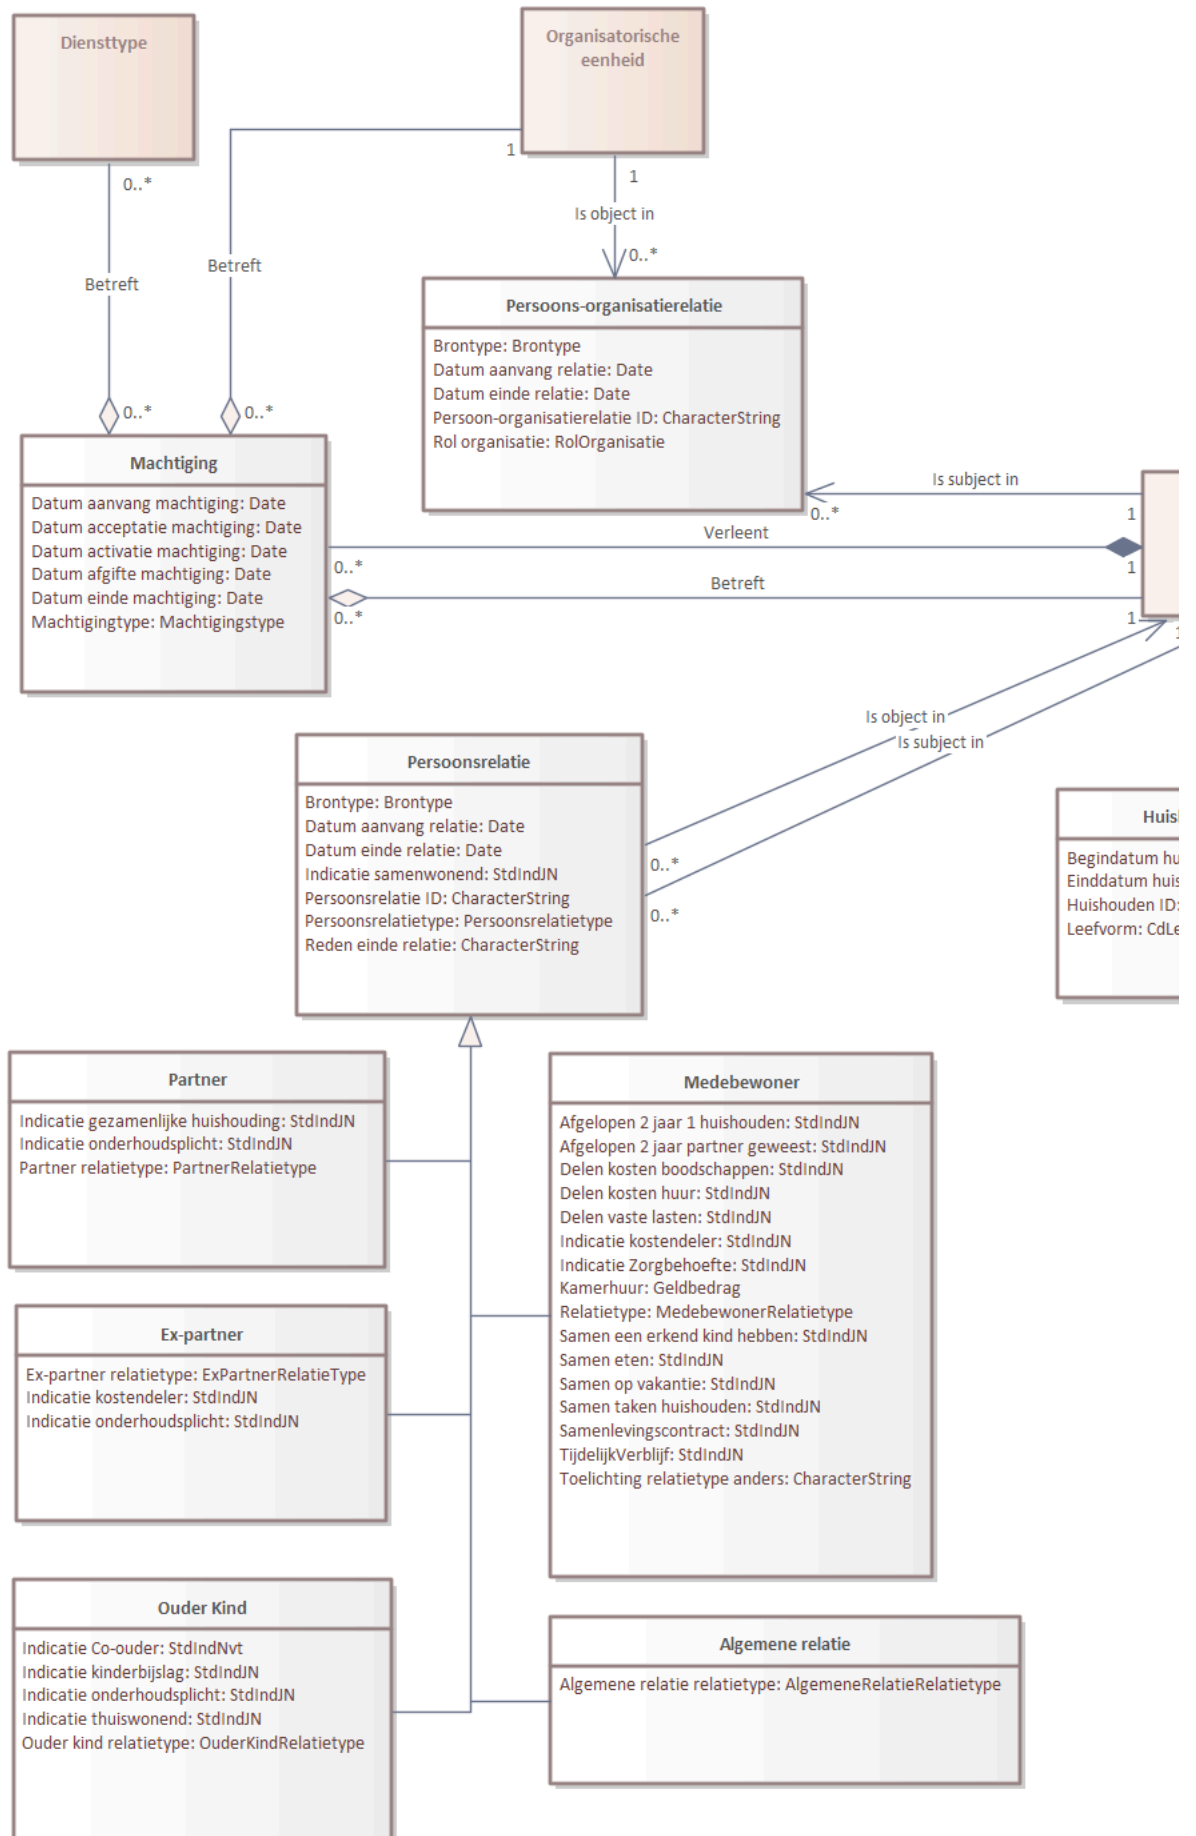 Diensttype
Organisatorische
eenheid
0..*
1
1
Is object in
Betreft
Betreft
0..*
0..*
0..*
Persoons-organisatierelatie
Brontype: Brontype
Datum aanvang relatie: Date
Datum einde relatie: Date
Persoon-organisatierelatie ID: CharacterString
Rol organisatie: RolOrganisatie
Machtiging
Datum aanvang machtiging: Date
Datum acceptatie machtiging: Date
Datum activatie machtiging: Date
Datum afgifte machtiging: Date
Datum einde machtiging: Date
Machtigingtype: Machtigingstype
Is subject in
0..*
1
Verleent
0..*
1
Betreft
0..*
1
1
Is object in
Is subject in
0..*
0..*
Persoonsrelatie
Brontype: Brontype
Datum aanvang relatie: Date
Datum einde relatie: Date
Indicatie samenwonend: StdIndJN
Persoonsrelatie ID: CharacterString
Persoonsrelatietype: Persoonsrelatietype
Reden einde relatie: CharacterString
Huis
Begindatum hu
Einddatum huis
Huishouden ID:
Leefvorm: CdLe
Partner
Indicatie gezamenlijke huishouding: StdIndJN
Indicatie onderhoudsplicht: StdIndJN
Partner relatietype: PartnerRelatietype
Medebewoner
Afgelopen 2 jaar 1 huishouden: StdIndJN
Afgelopen 2 jaar partner geweest: StdIndJN
Delen kosten boodschappen: StdIndJN
Delen kosten huur: StdIndJN
Delen vaste lasten: StdIndJN
Indicatie kostendeler: StdIndJN
Indicatie Zorgbehoefte: StdIndJN
Kamerhuur: Geldbedrag
Relatietype: MedebewonerRelatietype
Samen een erkend kind hebben: StdIndJN
Samen eten: StdIndJN
Samen op vakantie: StdIndJN
Samen taken huishouden: StdIndJN
Samenlevingscontract: StdIndJN
TijdelijkVerblijf: StdIndJN
Toelichting relatietype anders: CharacterString
Ex-partner
Ex-partner relatietype: ExPartnerRelatieType
Indicatie kostendeler: StdIndJN
Indicatie onderhoudsplicht: StdIndJN
Ouder Kind
Indicatie Co-ouder: StdIndNvt
Indicatie kinderbijslag: StdIndJN
Indicatie onderhoudsplicht: StdIndJN
Indicatie thuiswonend: StdIndJN
Ouder kind relatietype: OuderKindRelatietype
Algemene relatie
Algemene relatie relatietype: AlgemeneRelatieRelatietype